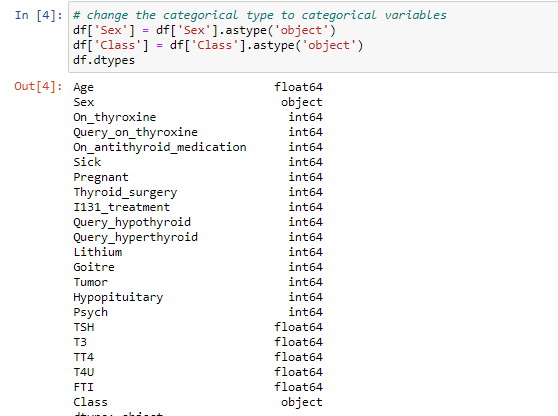 In [4]: # change the categorical type to categorical variables
df['Sex'] = df['Sex'].astype('object')
df['Class'] = df['Class'].astype('object')
df.dtypes
Out[4]: Age float64
Sex object
On_thyroxine int64
Query_on_thyroxine int64
On_antithyroid_medication int64
Sick int64
Pregnant int64
Thyroid_surgery int64
I131_treatment int64
Query_hypothyroid int64
Query_hyperthyroid int64
Lithium int64
Goitre int64
Tumor int64
Hypopituitary int64
Psych int64
TSH float64
T3 float64
TT4 float64
T4U float64
FTI float64
Class object
dtype: object